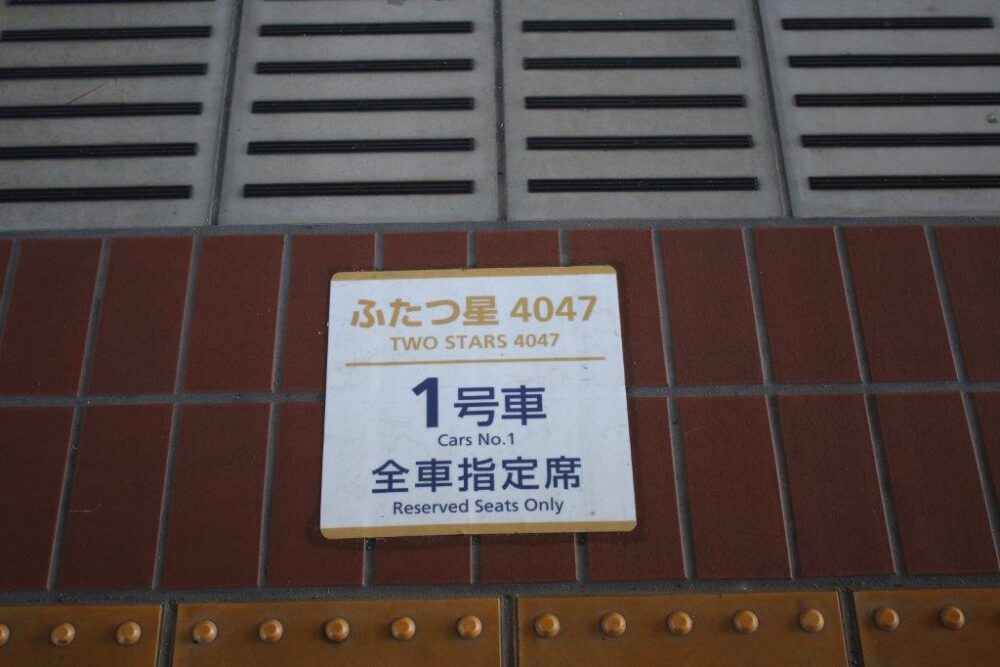 ふたつ星 4047
TWO STARS 4047
1号車
Cars No.1
全車指定席
Reserved Seats Only